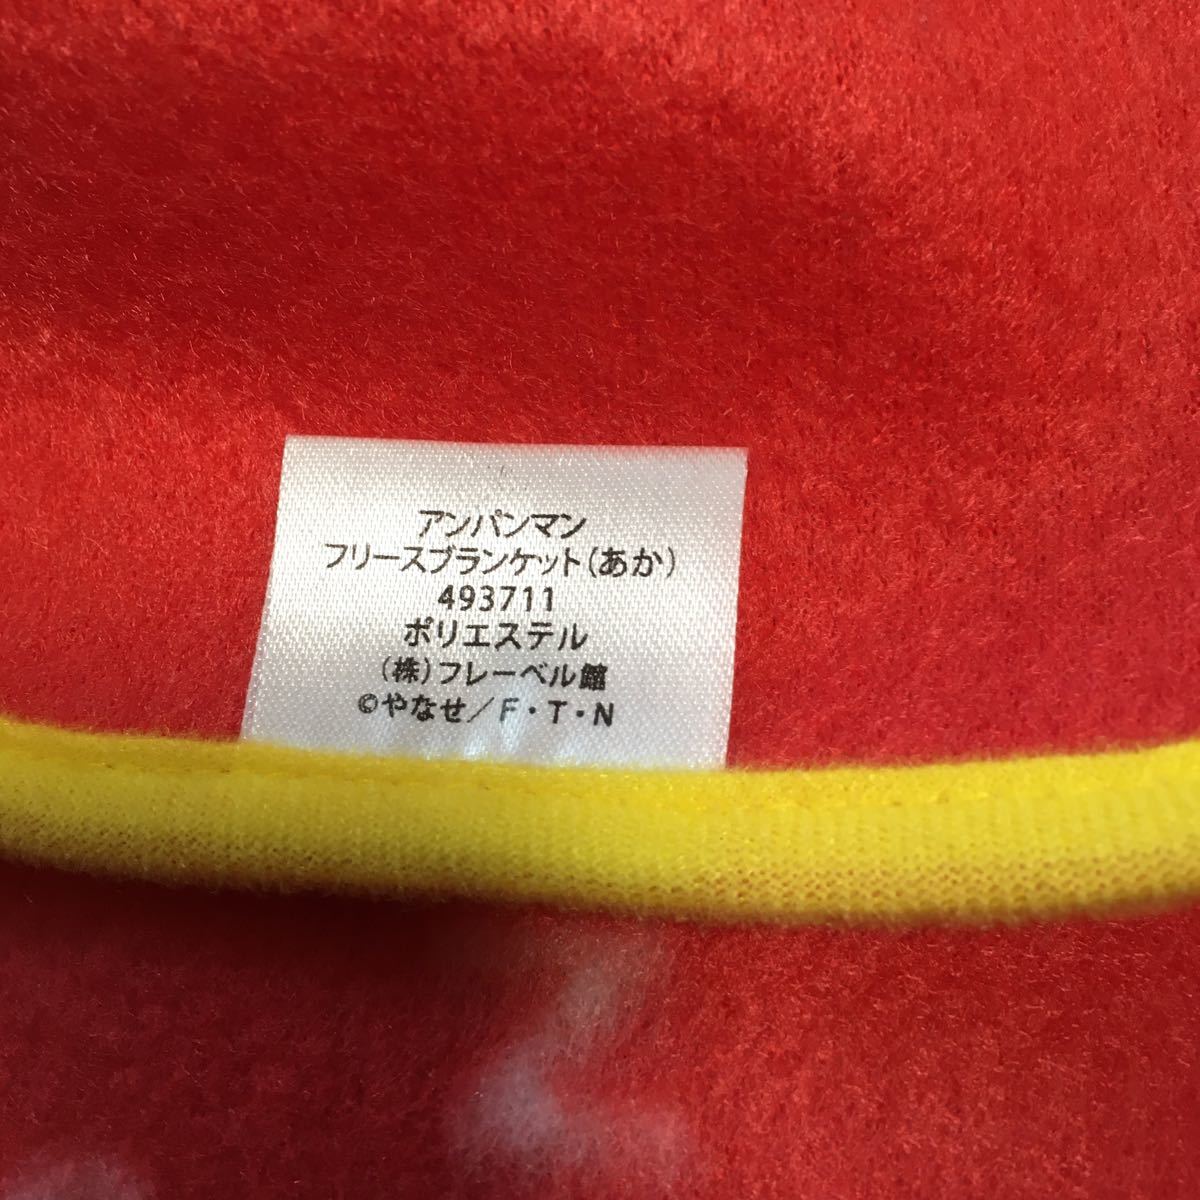 アンパンマン
フリースブランケット(あか)
493711
ポリエステル
(株)フレーベル館
©やなせ／F・T・N